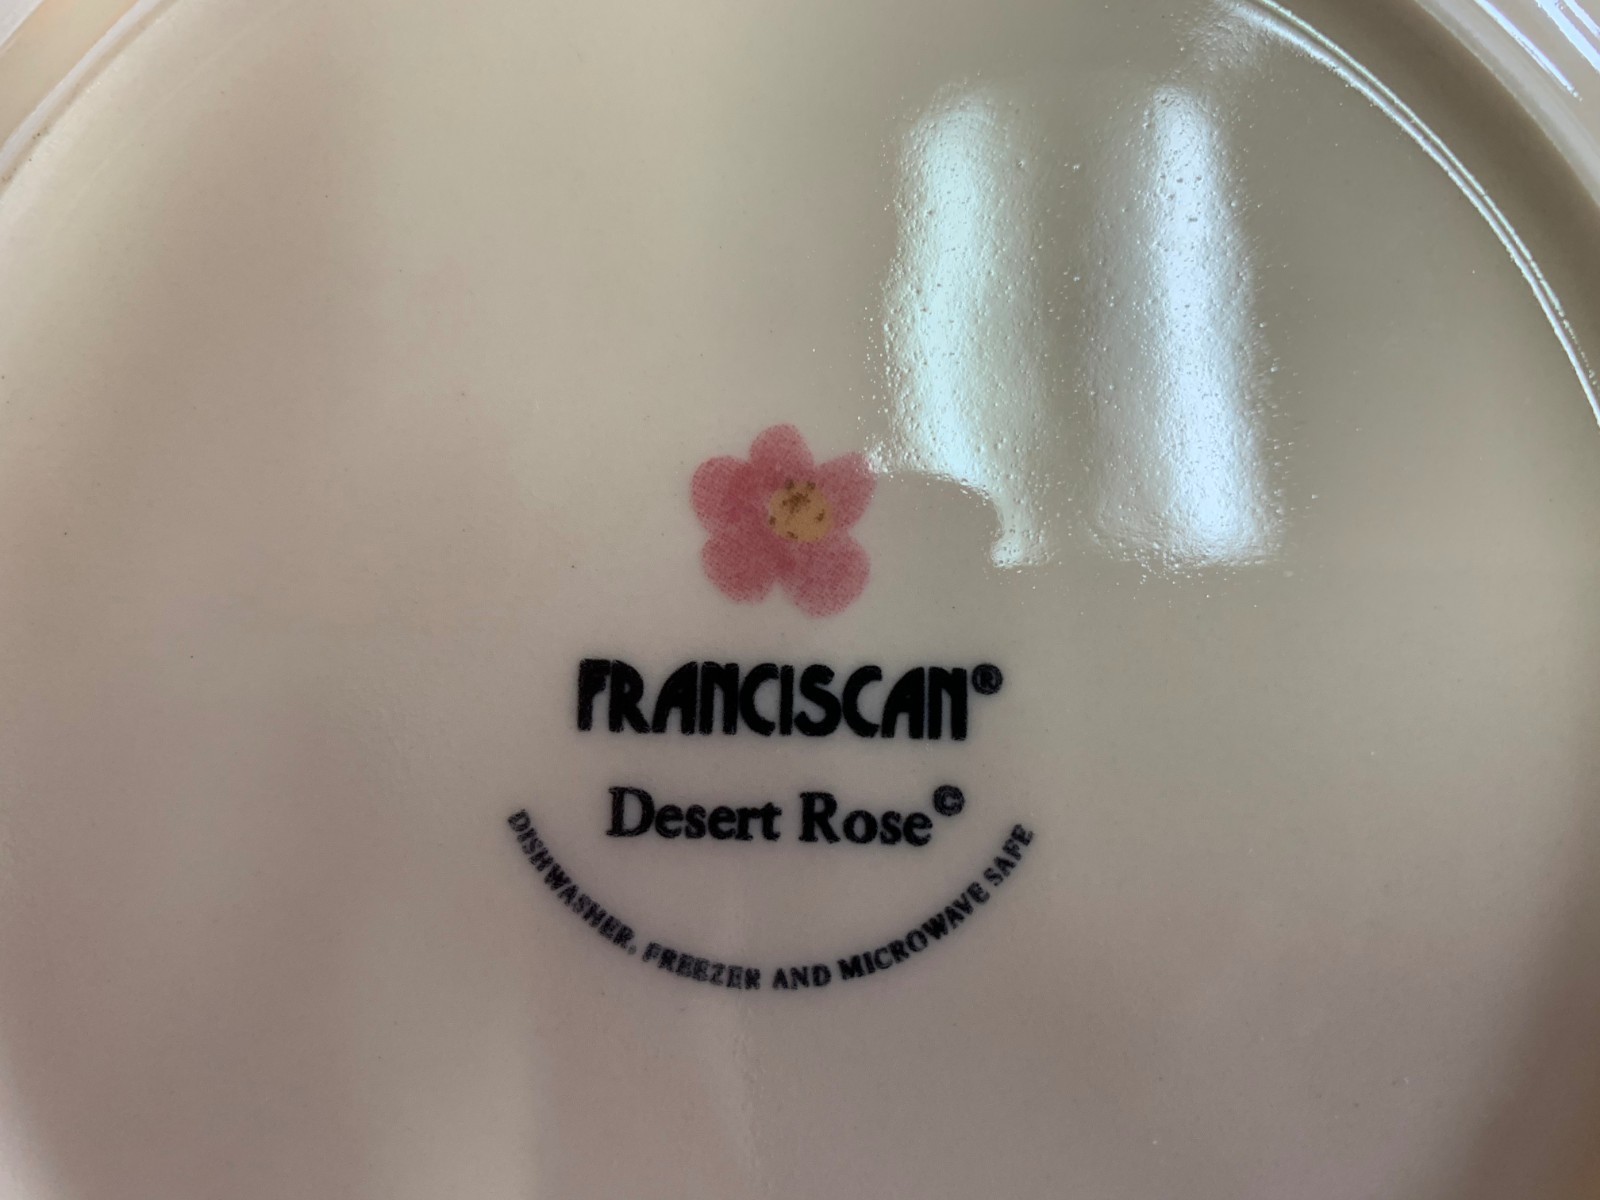 FRANCISCAN®
Desert Rose©
DISHWASHER, FREEZER AND MICROWAVE SAFE